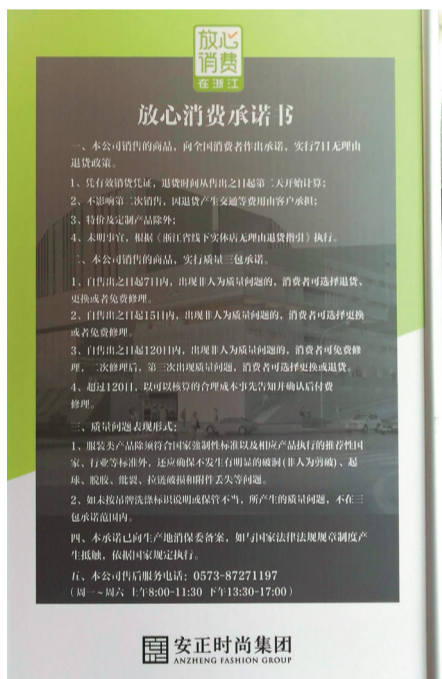 放心
消费
在浙江
放心消费承诺书
一、本公司销售的商品，向全国消费者作出承诺，实行7日无理由
退货政策。
1、凭有效销货凭证，退货时间从售出之日起第二天开始计算；
2、不影响第二次销售，因退货产生交通等费用由客户承担；
3、特价及定制产品除外；
4、未明事宜，根据《浙江省线下实体店无理由退货指引》执行。
二、本公司销售的商品，实行质量三包承诺。
1、自售出之日起7日内，出现非人为质量问题的，消费者可选择退货、
更换或者免费修理。
2、自售出之日起15日内，出现非人为质量问题的，消费者可选择更换
或者免费修理。
3、自售出之日起120日内，出现非人为质量问题的，消费者可免费修
理，二次修理后，第三次出现质量问题，消费者可选择更换或退货。
4、超过120日，以可以核算的合理成本事先告知并确认后付费
修理。
三、质量问题表现形式：
1、服装类产品除须符合国家强制性标准以及相应产品执行的推荐性国
家、行业等标准外，还应确保不发生有明显的破洞(非人为剪破)、起
球、脱胶、纰裂、拉链破损和附件丢失等问题。
2、如未按吊牌洗涤标识说明或保管不当，所产生的质量问题，不在三
包承诺范围内。
四、本承诺已向生产地消保委备案，如与国家法律法规规章制度产
生抵触，依据国家规定执行。
五、本公司售后服务电话：0573-87271197
(周一~周六 上午8:00-11:30 下午13:30-17:00)
安正时尚集团
ANZHENG FASHION GROUP